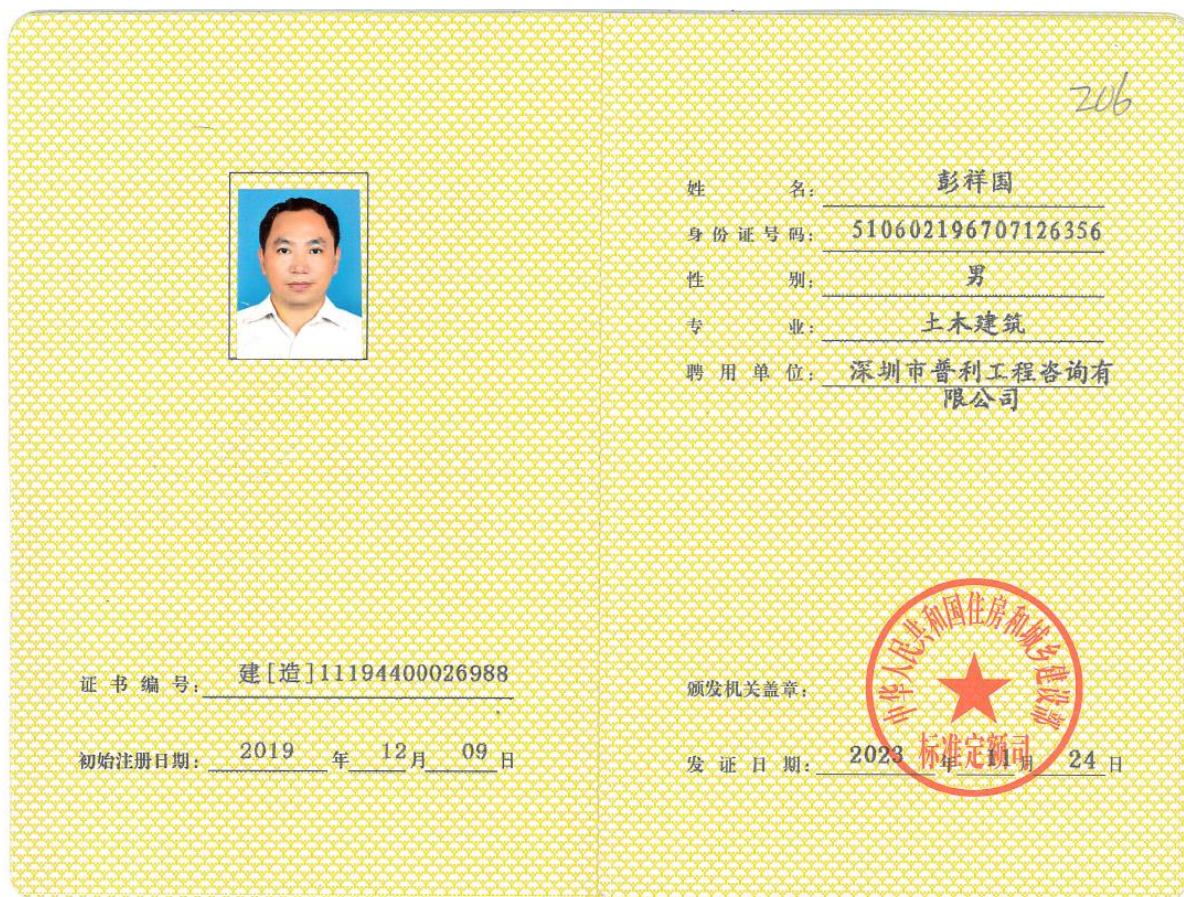 206
姓名：彭祥国
身份证号码：510602196707126356
性别：男
专业：土木建筑
聘用单位：深圳市普利工程咨询有
限公司
证书编号：建[造]11194400026988
初始注册日期：2019年12月09日
颁发机关盖章：
中华人民共和国住房和城乡建设部
标准定额司
发证日期：2023年11月24日